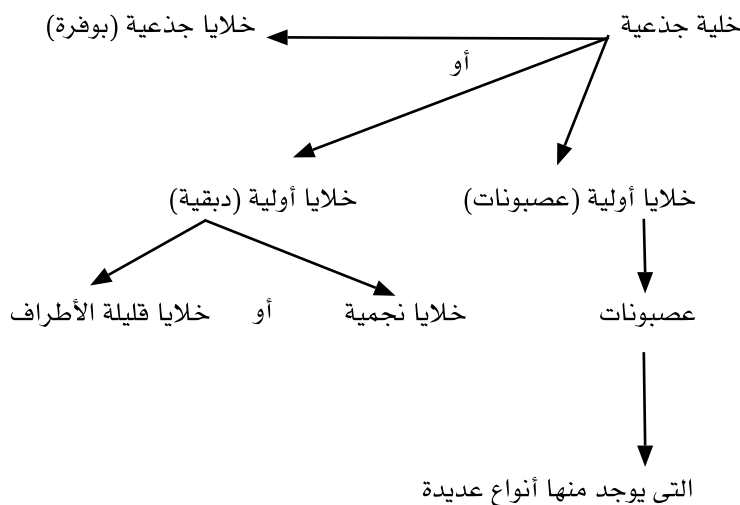 خلية جذعية
خلايا جذعية (بوفرة)
أو
خلايا أولية (عصبونات)
خلايا أولية (دبقية)
عصبونات
خلايا نجمية
أو
خلايا قليلة الأطراف
التي يوجد منها أنواع عديدة